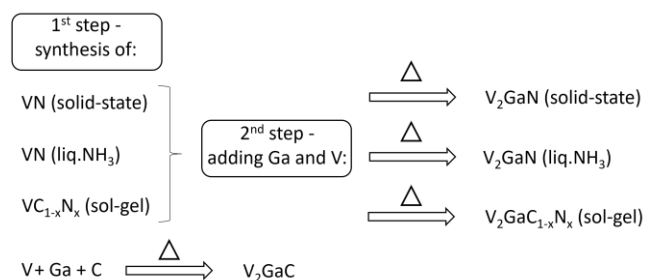 1st step -
synthesis of:
VN (solid-state)
VN (liq.NH3)
VC1-xNx (sol-gel)
2nd step -
adding Ga and V:
△
V2GaN (solid-state)
△
V2GaN (liq.NH3)
△
V2GaC1-xNx (sol-gel)
V+ Ga + C
△
V2GaC